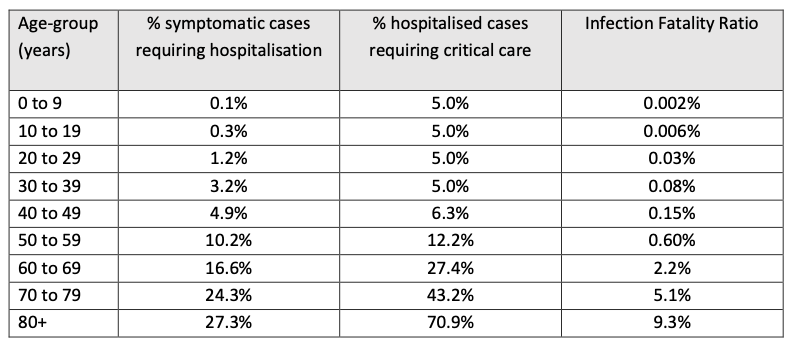 Age-group (years) % symptomatic cases requiring hospitalisation % hospitalised cases requiring critical care Infection Fatality Ratio
0 to 9 0.1% 5.0% 0.002%
10 to 19 0.3% 5.0% 0.006%
20 to 29 1.2% 5.0% 0.03%
30 to 39 3.2% 5.0% 0.08%
40 to 49 4.9% 6.3% 0.15%
50 to 59 10.2% 12.2% 0.60%
60 to 69 16.6% 27.4% 2.2%
70 to 79 24.3% 43.2% 5.1%
80+ 27.3% 70.9% 9.3%